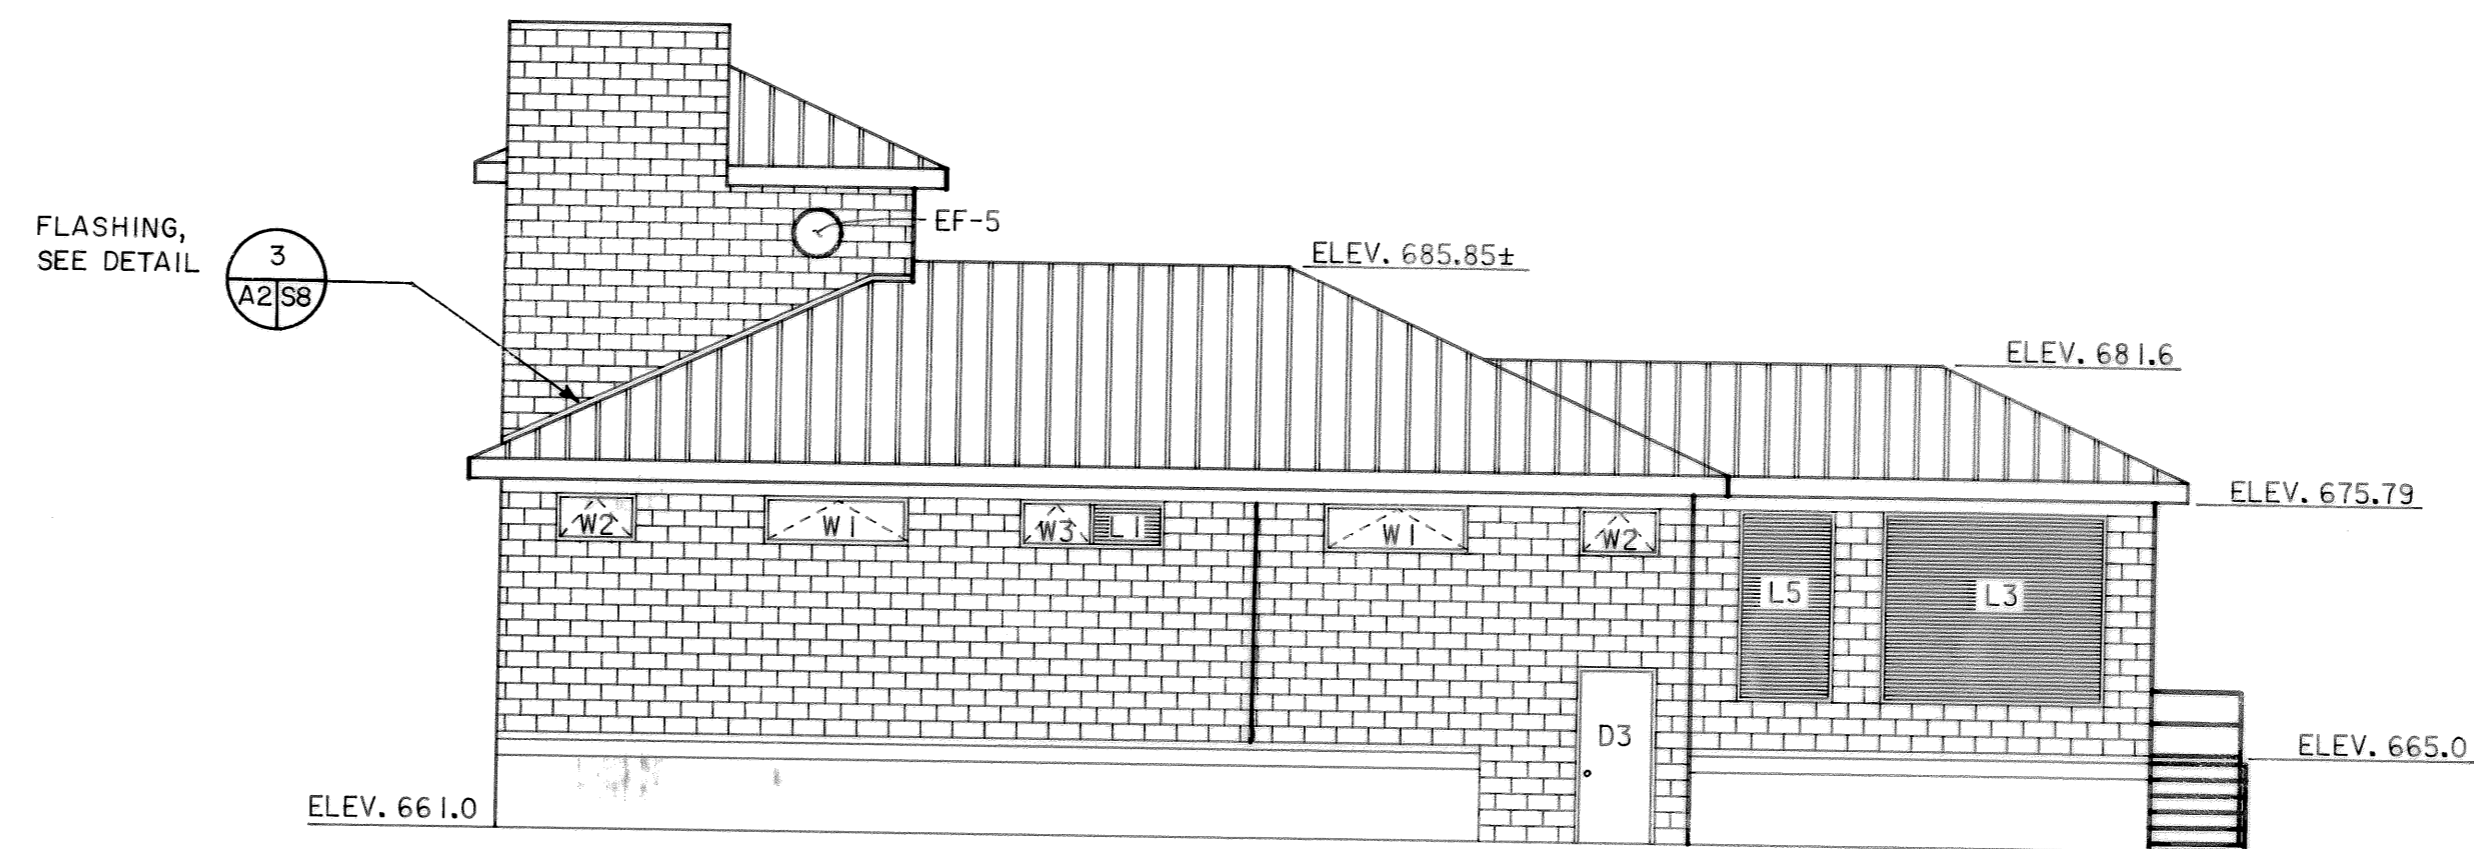 FLASHING,
SEE DETAIL
3
A2 S8
EF-5
ELEV. 685.85±
ELEV. 681.6
ELEV. 675.79
W2
W1
W3
L1
W1
W2
L5
L3
D3
ELEV. 665.0
ELEV. 661.0